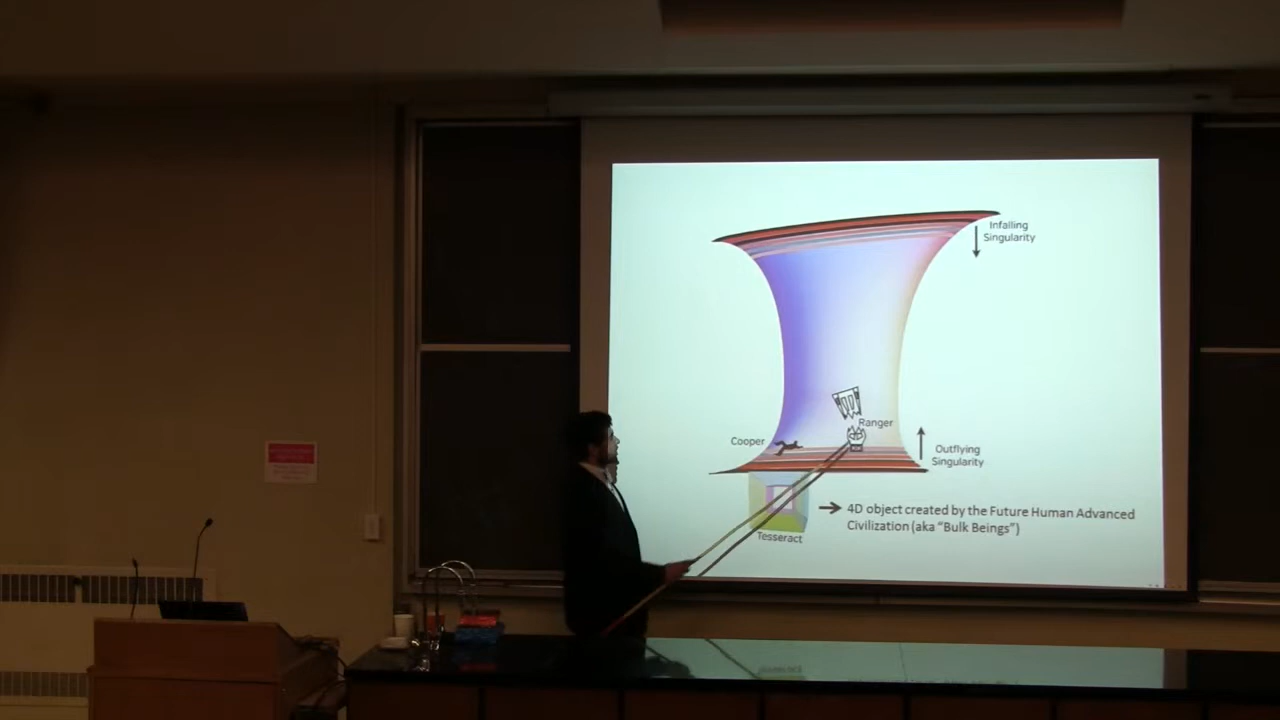 Infalling
Singularity
Ranger
Cooper
Outflying
Singularity
4D object created by the Future Human Advanced
Civilization (aka "Bulk Beings")
Tesseract